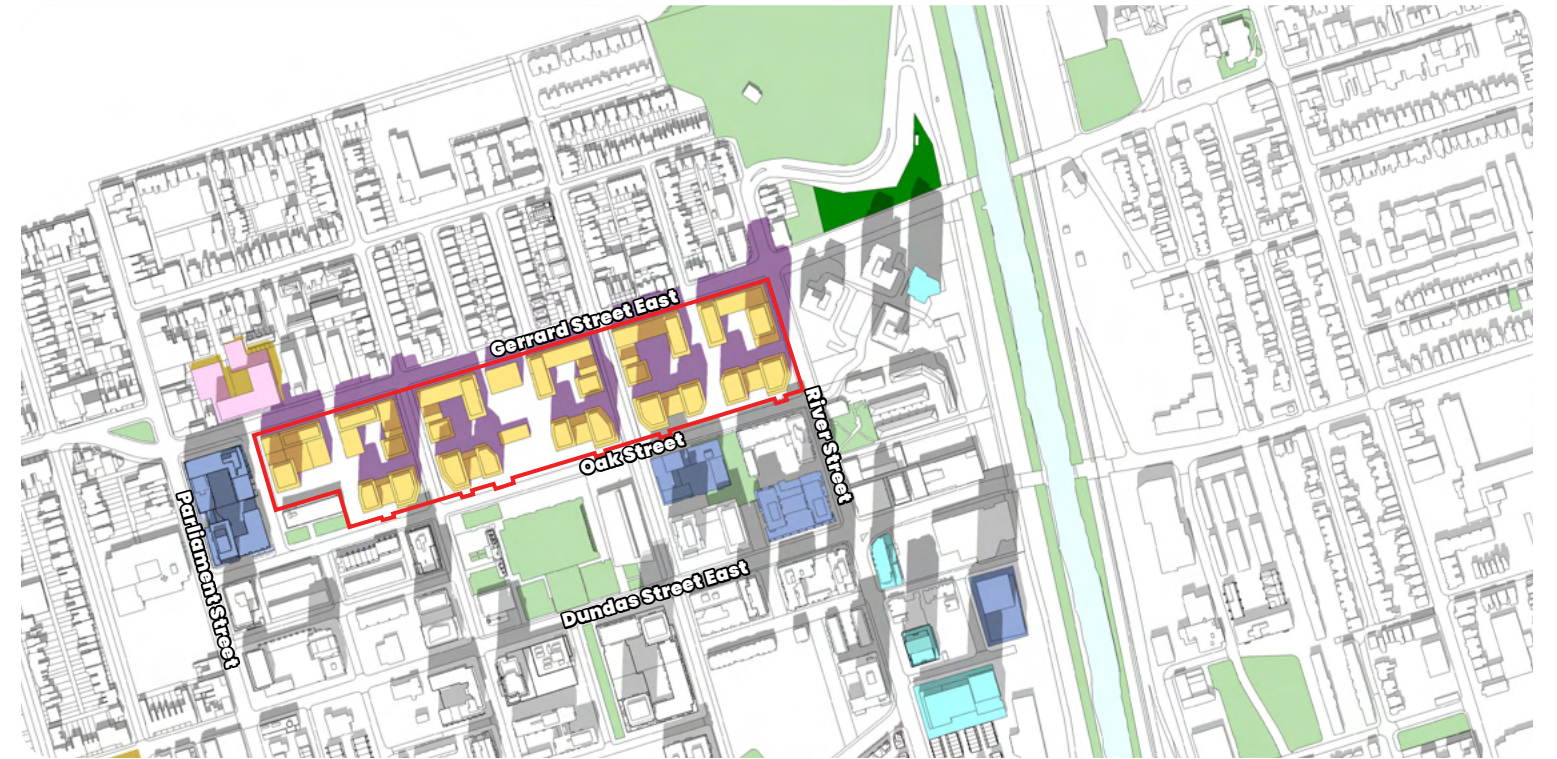 Gerrard Street East
Oak Street
River Street
Parliament Street
Dundas Street East